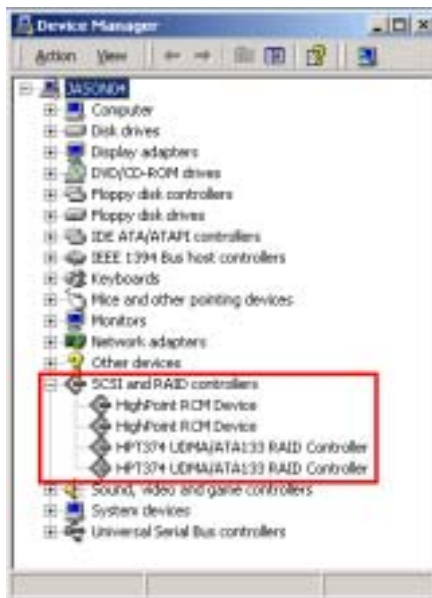 Device Manager
Action View
JASON04
Computer
Disk drives
Display adapters
DVD/CD-ROM drives
Floppy disk controllers
Floppy disk drives
IDE ATA/ATAPI controllers
IEEE 1394 Bus host controllers
Keyboards
Mice and other pointing devices
Monitors
Network adapters
Other devices
SCSI and RAID controllers
HighPoint RCM Device
HighPoint RCM Device
HPT374 UDMA/ATA133 RAID Controller
HPT374 UDMA/ATA133 RAID Controller
Sound, video and game controllers
System devices
Universal Serial Bus controllers